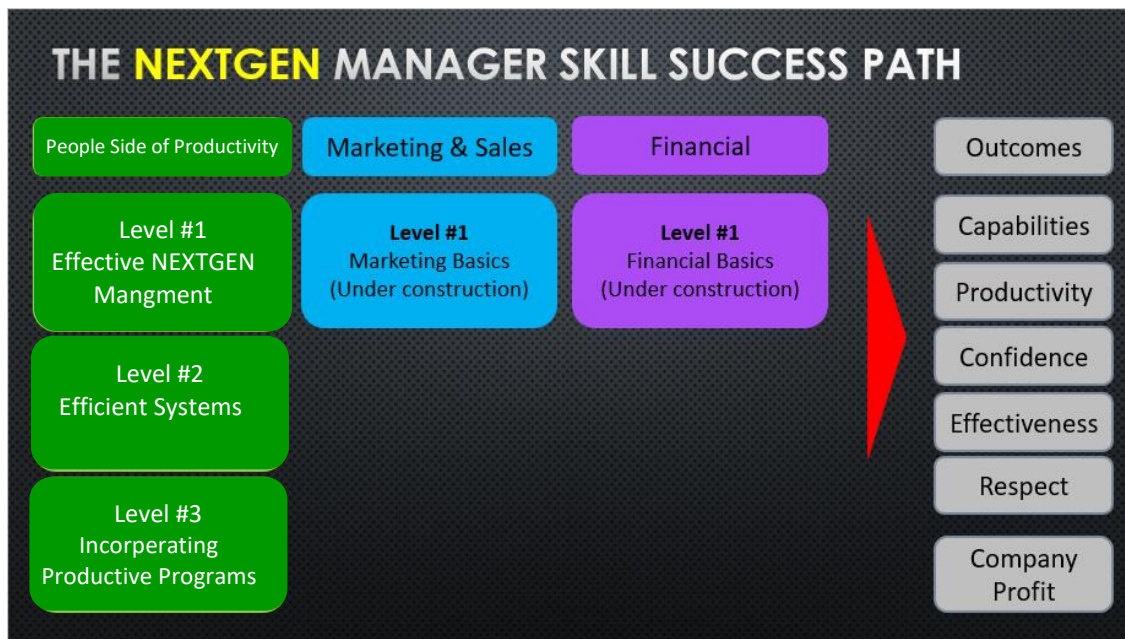 THE NEXTGEN MANAGER SKILL SUCCESS PATH
People Side of Productivity
Marketing & Sales
Financial
Outcomes
Level #1
Effective NEXTGEN
Mangment
Level #1
Marketing Basics
(Under construction)
Level #1
Financial Basics
(Under construction)
Level #2
Efficient Systems
Level #3
Incorperating
Productive Programs
Capabilities
Productivity
Confidence
Effectiveness
Respect
Company
Profit